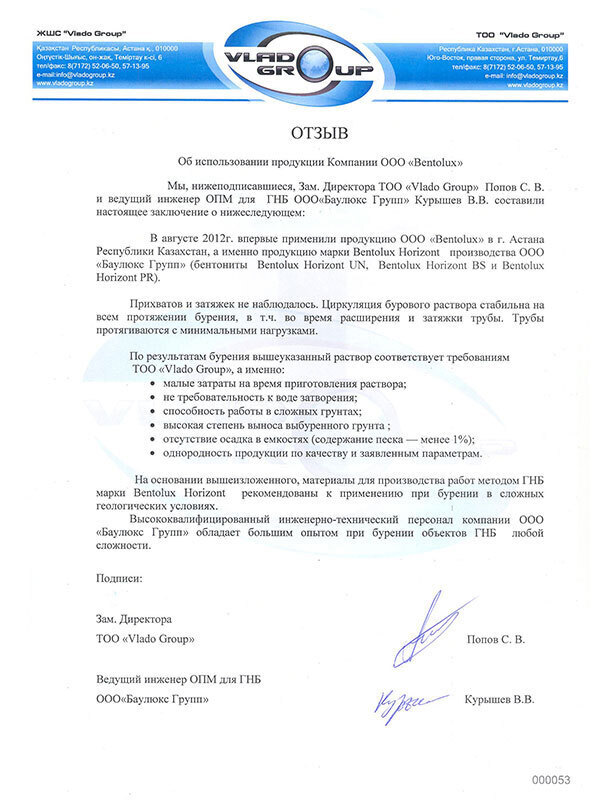 ЖШС "Vlado Group"
ТОО "Vlado Group"
Қазақстан Республикасы, Астана қ., 010000
Оңтүстік-Шығыс, он-жақ, Теміртау к-сі, 6
тел/факс: 8(7172) 52-06-50, 57-13-95
e-mail: info@vladogroup.kz
www.vladogroup.kz
VLADO
GROUP
Республика Казахстан, г.Астана, 010000
Юго-Восток, правая сторона, ул. Темиртау,6
тел/факс: 8(7172) 52-06-50, 57-13-95
e-mail: info@vladogroup.kz
www.vladogroup.kz
ОТЗЫВ
Об использовании продукции Компании ООО «Bentolux»
Мы, нижеподписавшиеся, Зам. Директора ТОО «Vlado Group» Попов С. В.
и ведущий инженер ОПМ для ГНБ ООО«Баулюкс Групп» Курышев В.В. составили
настоящее заключение о нижеследующем:
В августе 2012г. впервые применили продукцию ООО «Bentolux» в г. Астана
Республики Казахстан, а именно продукцию марки Bentolux Horizont производства ООО
«Баулюкс Групп» (бентониты Bentolux Horizont UN, Bentolux Horizont BS и Bentolux
Horizont PR).
Прихватов и затяжек не наблюдалось. Циркуляция бурового раствора стабильна на
всем протяжении бурения, в т.ч. во время расширения и затяжки трубы. Трубы
протягиваются с минимальными нагрузками.
По результатам бурения вышеуказанный раствор соответствует требованиям
ТОО «Vlado Group», а именно:
• малые затраты на время приготовления раствора;
• не требовательность к воде затворения;
• способность работы в сложных грунтах;
• высокая степень выноса выбуренного грунта ;
• отсутствие осадка в емкостях (содержание песка — менее 1%);
• однородность продукции по качеству и заявленным параметрам.
На основании вышеизложенного, материалы для производства работ методом ГНБ
марки Bentolux Horizont рекомендованы к применению при бурении в сложных
геологических условиях.
Высококвалифицированный инженерно-технический персонал компании ООО
«Баулюкс Групп» обладает большим опытом при бурении объектов ГНБ любой
сложности.
Подписи:
Зам. Директора
ТОО «Vlado Group»
Попов С. В.
Ведущий инженер ОПМ для ГНБ
ООО«Баулюкс Групп»
Курышев В.В.
000053